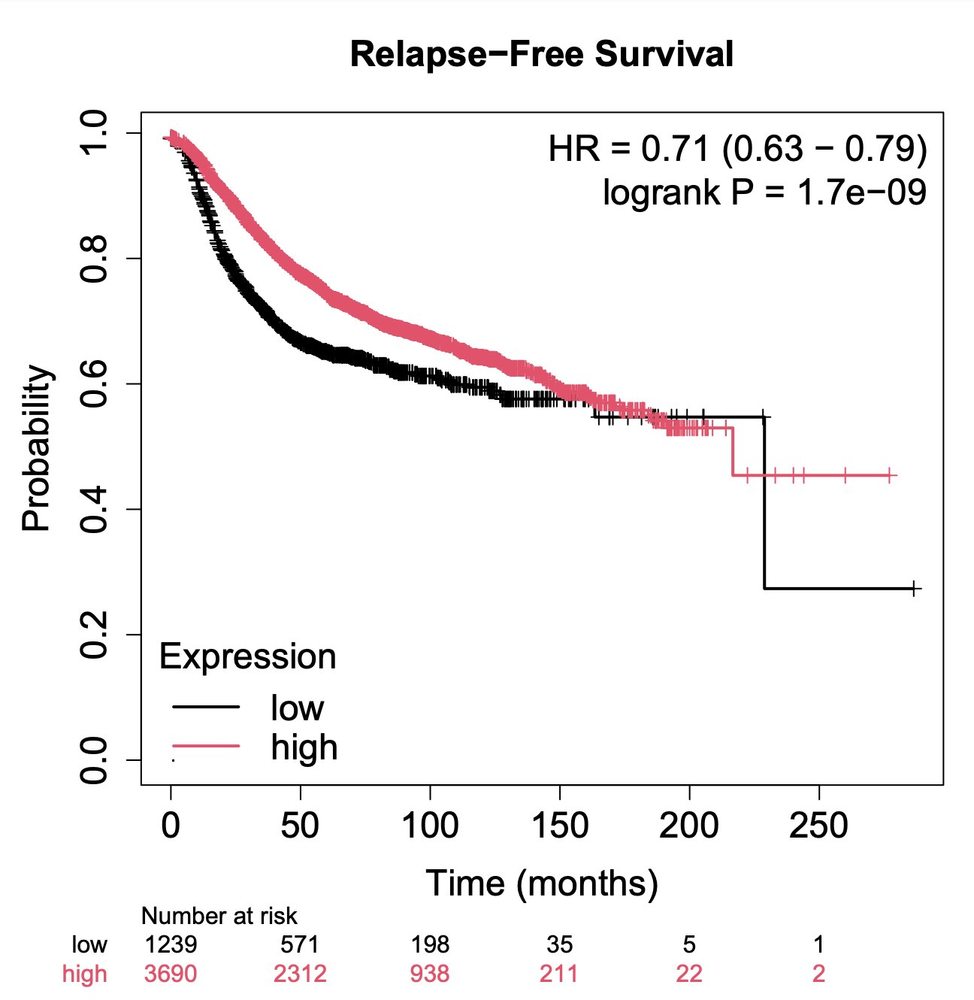 Relapse−Free Survival
HR = 0.71 (0.63 − 0.79)
logrank P = 1.7e−09
Probability
1.0
0.8
0.6
0.4
0.2
0.0
Expression
low
high
0 50 100 150 200 250
Time (months)
Number at risk
low 1239 571 198 35 5 1
high 3690 2312 938 211 22 2